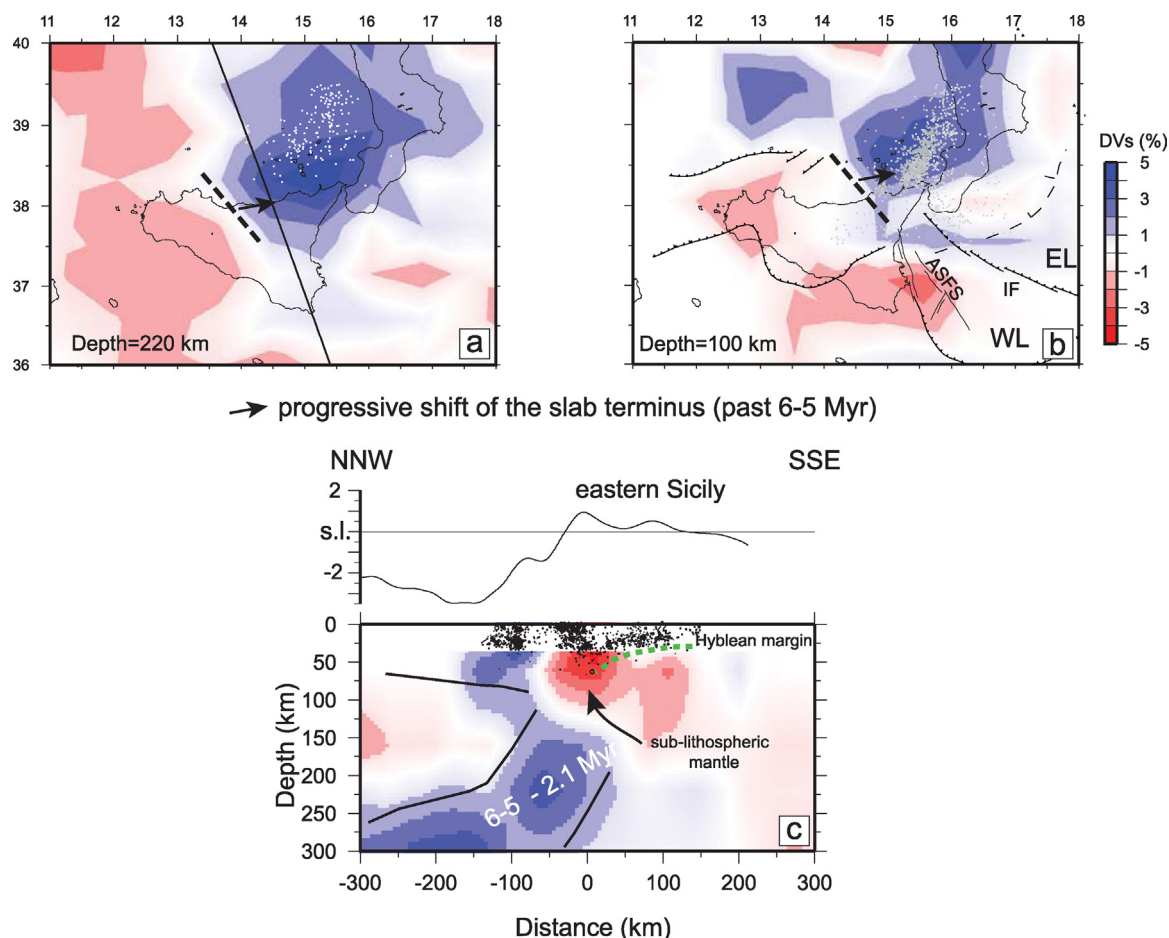 11 12 13 14 15 16 17 18
11 12 13 14 15 16 17 18
40
39
38
37
36
Depth=220 km
a
Depth=100 km
b
EL
IF
ASFS
WL
DVs (%)
5
3
1
-1
-3
-5
progressive shift of the slab terminus (past 6-5 Myr)
NNW
SSE
eastern Sicily
2
s.l.
-2
0
50
100
150
200
250
300
Depth (km)
Hyblean margin
sub-lithospheric
mantle
6-5 - 2.1 Myr
c
-300 -200 -100 0 100 200 300
Distance (km)